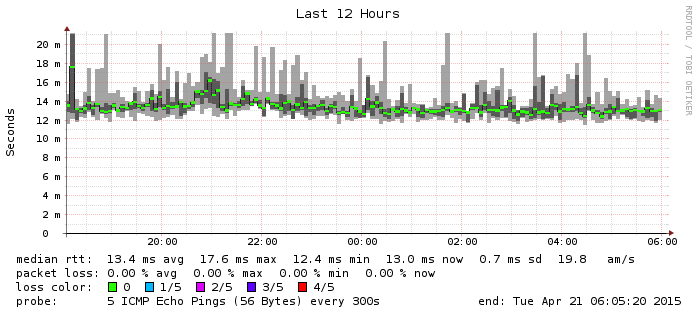 Last 12 Hours
RRDTOOL / TOBI OETIKER
Seconds
20 m
18 m
16 m
14 m
12 m
10 m
8 m
6 m
4 m
2 m
0
20:00 22:00 00:00 02:00 04:00 06:00
median rtt: 13.4 ms avg 17.6 ms max 12.4 ms min 13.0 ms now 0.7 ms sd 19.8 am/s
packet loss: 0.00 % avg 0.00 % max 0.00 % min 0.00 % now
loss color: 0 1/5 2/5 3/5 4/5
probe: 5 ICMP Echo Pings (56 Bytes) every 300s end: Tue Apr 21 06:05:20 2015